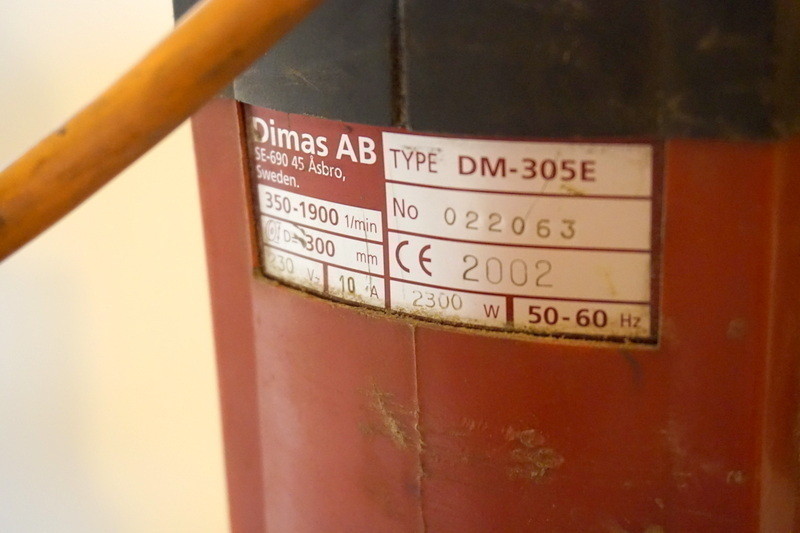 Dimas AB
SE-690 45 Åsbro,
Sweden.
350-1900 1/min
D= 300 mm
230 V~ 10 A
TYPE DM-305E
No 022063
CE 2002
2300 W 50-60 Hz